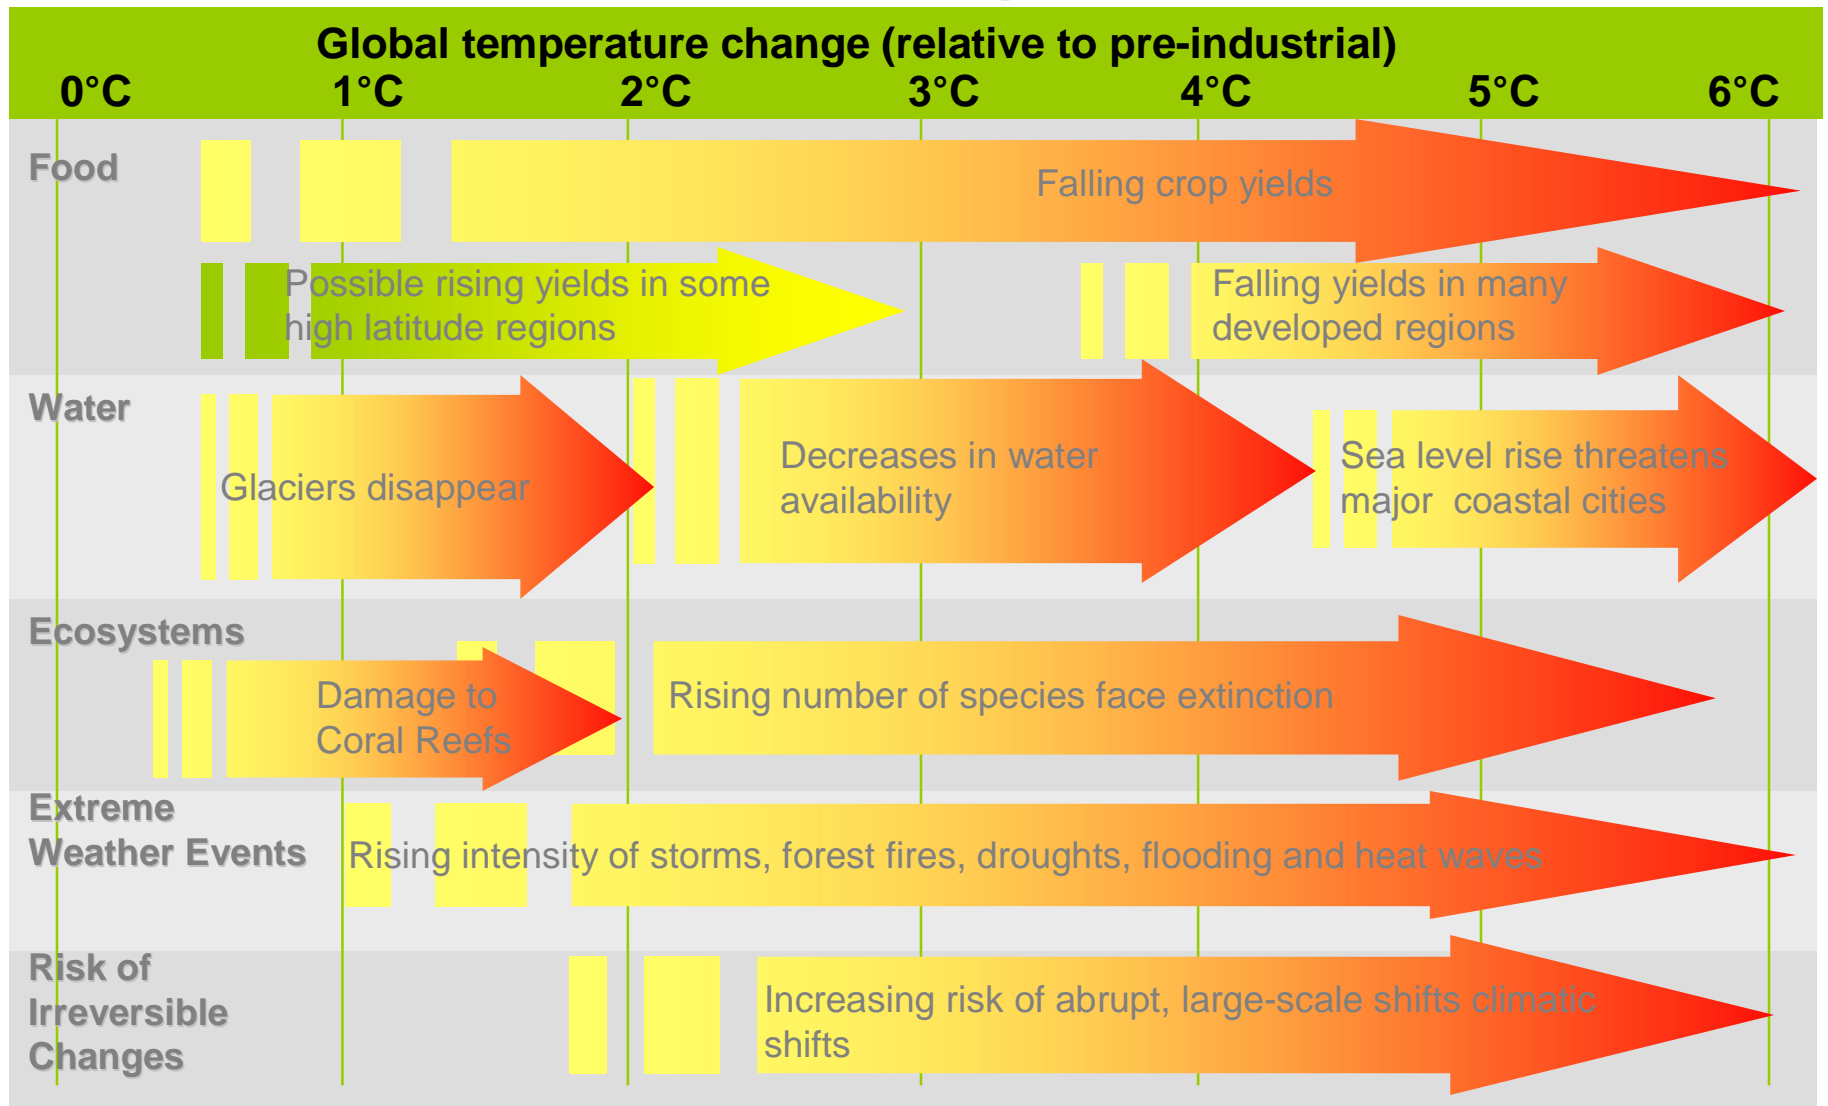 Global temperature change (relative to pre-industrial)
0°C 1°C 2°C 3°C 4°C 5°C 6°C
Food
Falling crop yields
Possible rising yields in some
high latitude regions
Falling yields in many
developed regions
Water
Glaciers disappear
Decreases in water
availability
Sea level rise threatens
major coastal cities
Ecosystems
Damage to
Coral Reefs
Rising number of species face extinction
Extreme
Weather Events
Rising intensity of storms, forest fires, droughts, flooding and heat waves
Risk of
Irreversible
Changes
Increasing risk of abrupt, large-scale shifts climatic
shifts